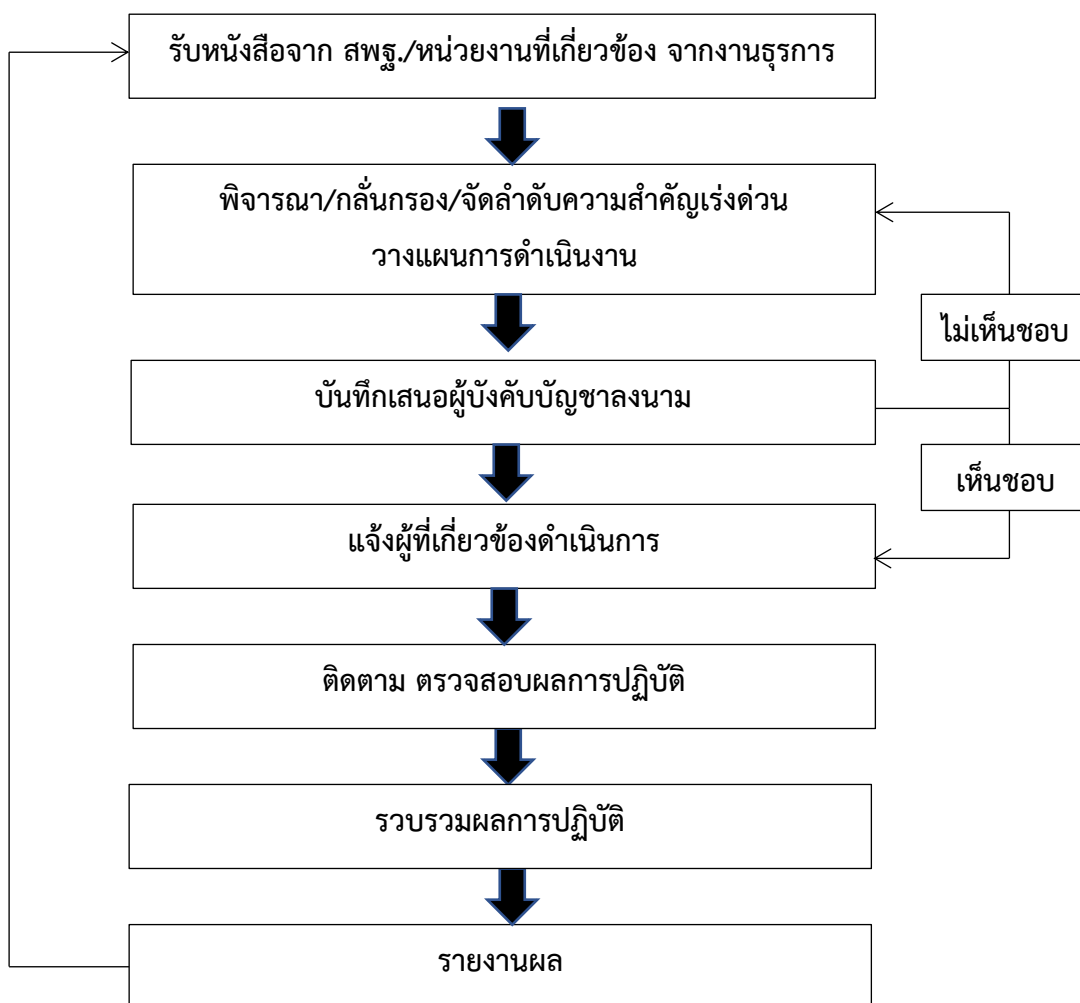 รับหนังสือจาก สพฐ./หน่วยงานที่เกี่ยวข้อง จากงานธุรการ
พิจารณา/กลั่นกรอง/จัดลำดับความสำคัญเร่งด่วน
วางแผนการดำเนินงาน
ไม่เห็นชอบ
บันทึกเสนอผู้บังคับบัญชาลงนาม
เห็นชอบ
แจ้งผู้ที่เกี่ยวข้องดำเนินการ
ติดตาม ตรวจสอบผลการปฏิบัติ
รวบรวมผลการปฏิบัติ
รายงานผล